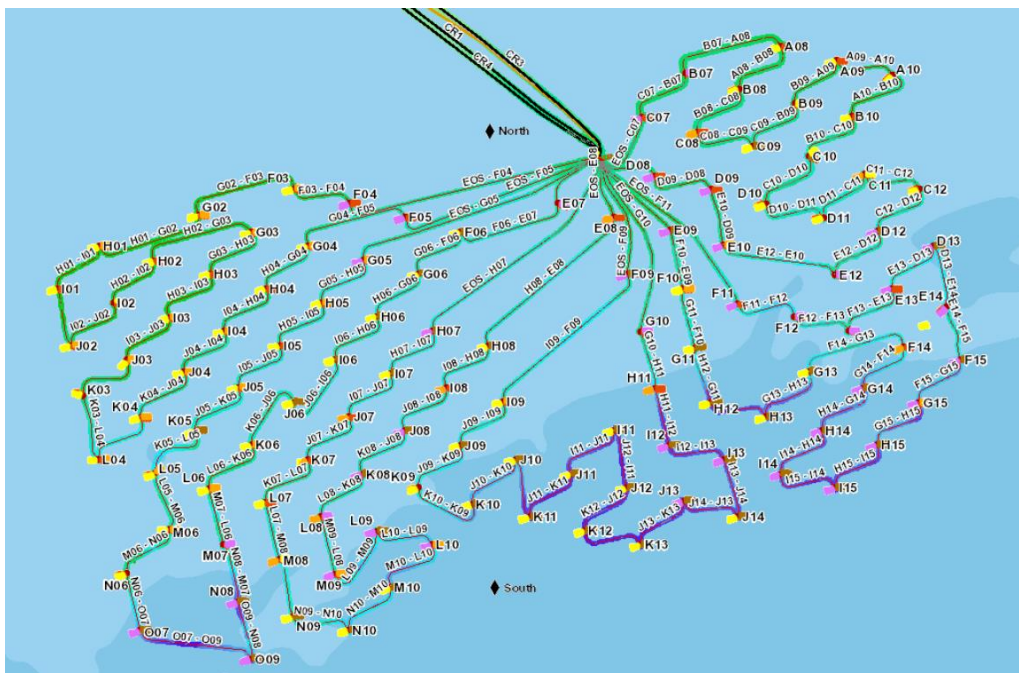 CR1
CR3
CR4
North
South
B07 - A08
A08
A09 - A10
A09
A10
B07
A08 - B08
B08
B09 - A09
B09
A10 - B10
B10
C07 - B07
C07
B08 - C08
C08
C08 - C09
C09 - B09
C09
B10 - C10
C10
EOS - C07
EOS - E08
EOS - F04
EOS - F05
EOS - G05
EOS - H07
EOS - F09
EOS - G10
EOS - F11
D08
D09 - D08
D09
C10 - D10
D10
D10 - D11
D11
D11 - C11
C11
C11 - C12
C12
C12 - D12
D12
E10 - D09
E10
E12 - E10
E12
E12 - D12
D13
E13 - D13
D13 - E14
E13
E14
F13 - E13
F13
E14 - F15
F15
G02 - F03
F03
F03 - F04
F04
G02
H01 - G02
H01
H02 - G03
G03
H01 - I01
I01
H02
H02 - I02
I02
I02 - J02
J02
G03 - H03
H03
H03 - I03
I03
I03 - J03
J03
K03
K03 - L04
L04
G04 - F05
F05
G04
H04 - G04
H04
I04 - H04
I04
J04 - I04
J04
K04 - J04
K04
E07
F06 - E07
F06
G06 - F06
G06
H06 - G06
H06
I06 - H06
I06
J06 - I06
J06
K06 - J06
K06
L06 - K06
L06
G05
G05 - H05
H05
H05 - I05
I05
I05 - J05
J05
J05 - K05
K05
K05 - L05
L05
L05 - M06
M06
M06 - N06
N06
N06 - O07
O07
O07 - O09
O09
O09 - N08
N08
N08 - M07
M07
M07 - L06
H07
H07 - I07
I07
I07 - J07
J07
J07 - K07
K07
K07 - L07
L07
L07 - M08
M08
N09
N09 - N10
N10
N10 - M10
M10
M10 - L10
L10
L10 - L09
L09
L09 - M09
M09
M09 - L08
L08
L08 - K08
K08
K08 - J08
J08
J08 - I08
I08
I08 - H08
H08
H08 - E08
E08
F09
I09 - F09
I09
J09 - I09
J09
J09 - K09
K09
K10 - K09
K10
J10 - K10
J10
E09
F10 - E09
F10
G11 - F10
G11
H12 - G11
H12
G13 - H13
H13
G13
F14 - G13
F14
G14 - F14
G14
H14 - G14
H14
I14 - H14
I14
I15 - I14
I15
H15 - I15
H15
G15 - H15
G15
F15 - G15
F11
F11 - F12
F12
F12 - F13
G10
G10 - H11
H11
H11 - I12
I12
I12 - I13
I13
I13 - J14
J14
J14 - J13
J13
J13 - K13
K13
K12
K12 - J12
J12
J12 - I11
I11
I11 - J11
J11
J11 - K11
K11